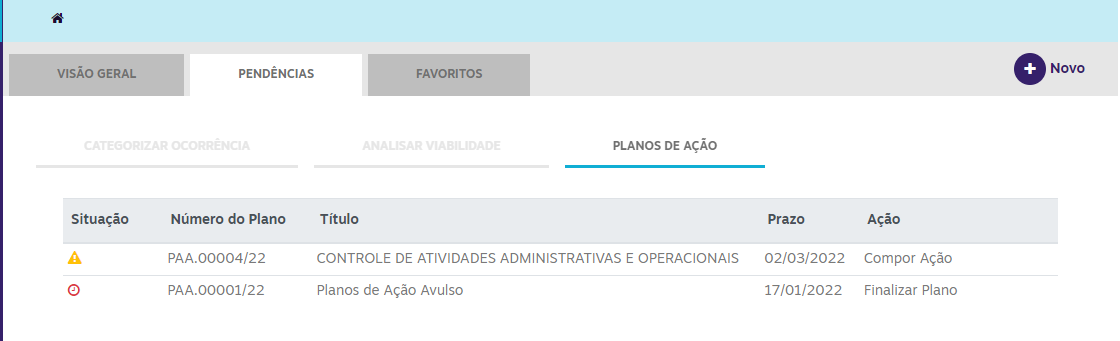 VISÃO GERAL PENDÊNCIAS FAVORITOS Novo
CATEGORIZAR OCORRÊNCIA ANALISAR VIABILIDADE PLANOS DE AÇÃO
Situação Número do Plano Título Prazo Ação
PAA.00004/22 CONTROLE DE ATIVIDADES ADMINISTRATIVAS E OPERACIONAIS 02/03/2022 Compor Ação
PAA.00001/22 Planos de Ação Avulso 17/01/2022 Finalizar Plano